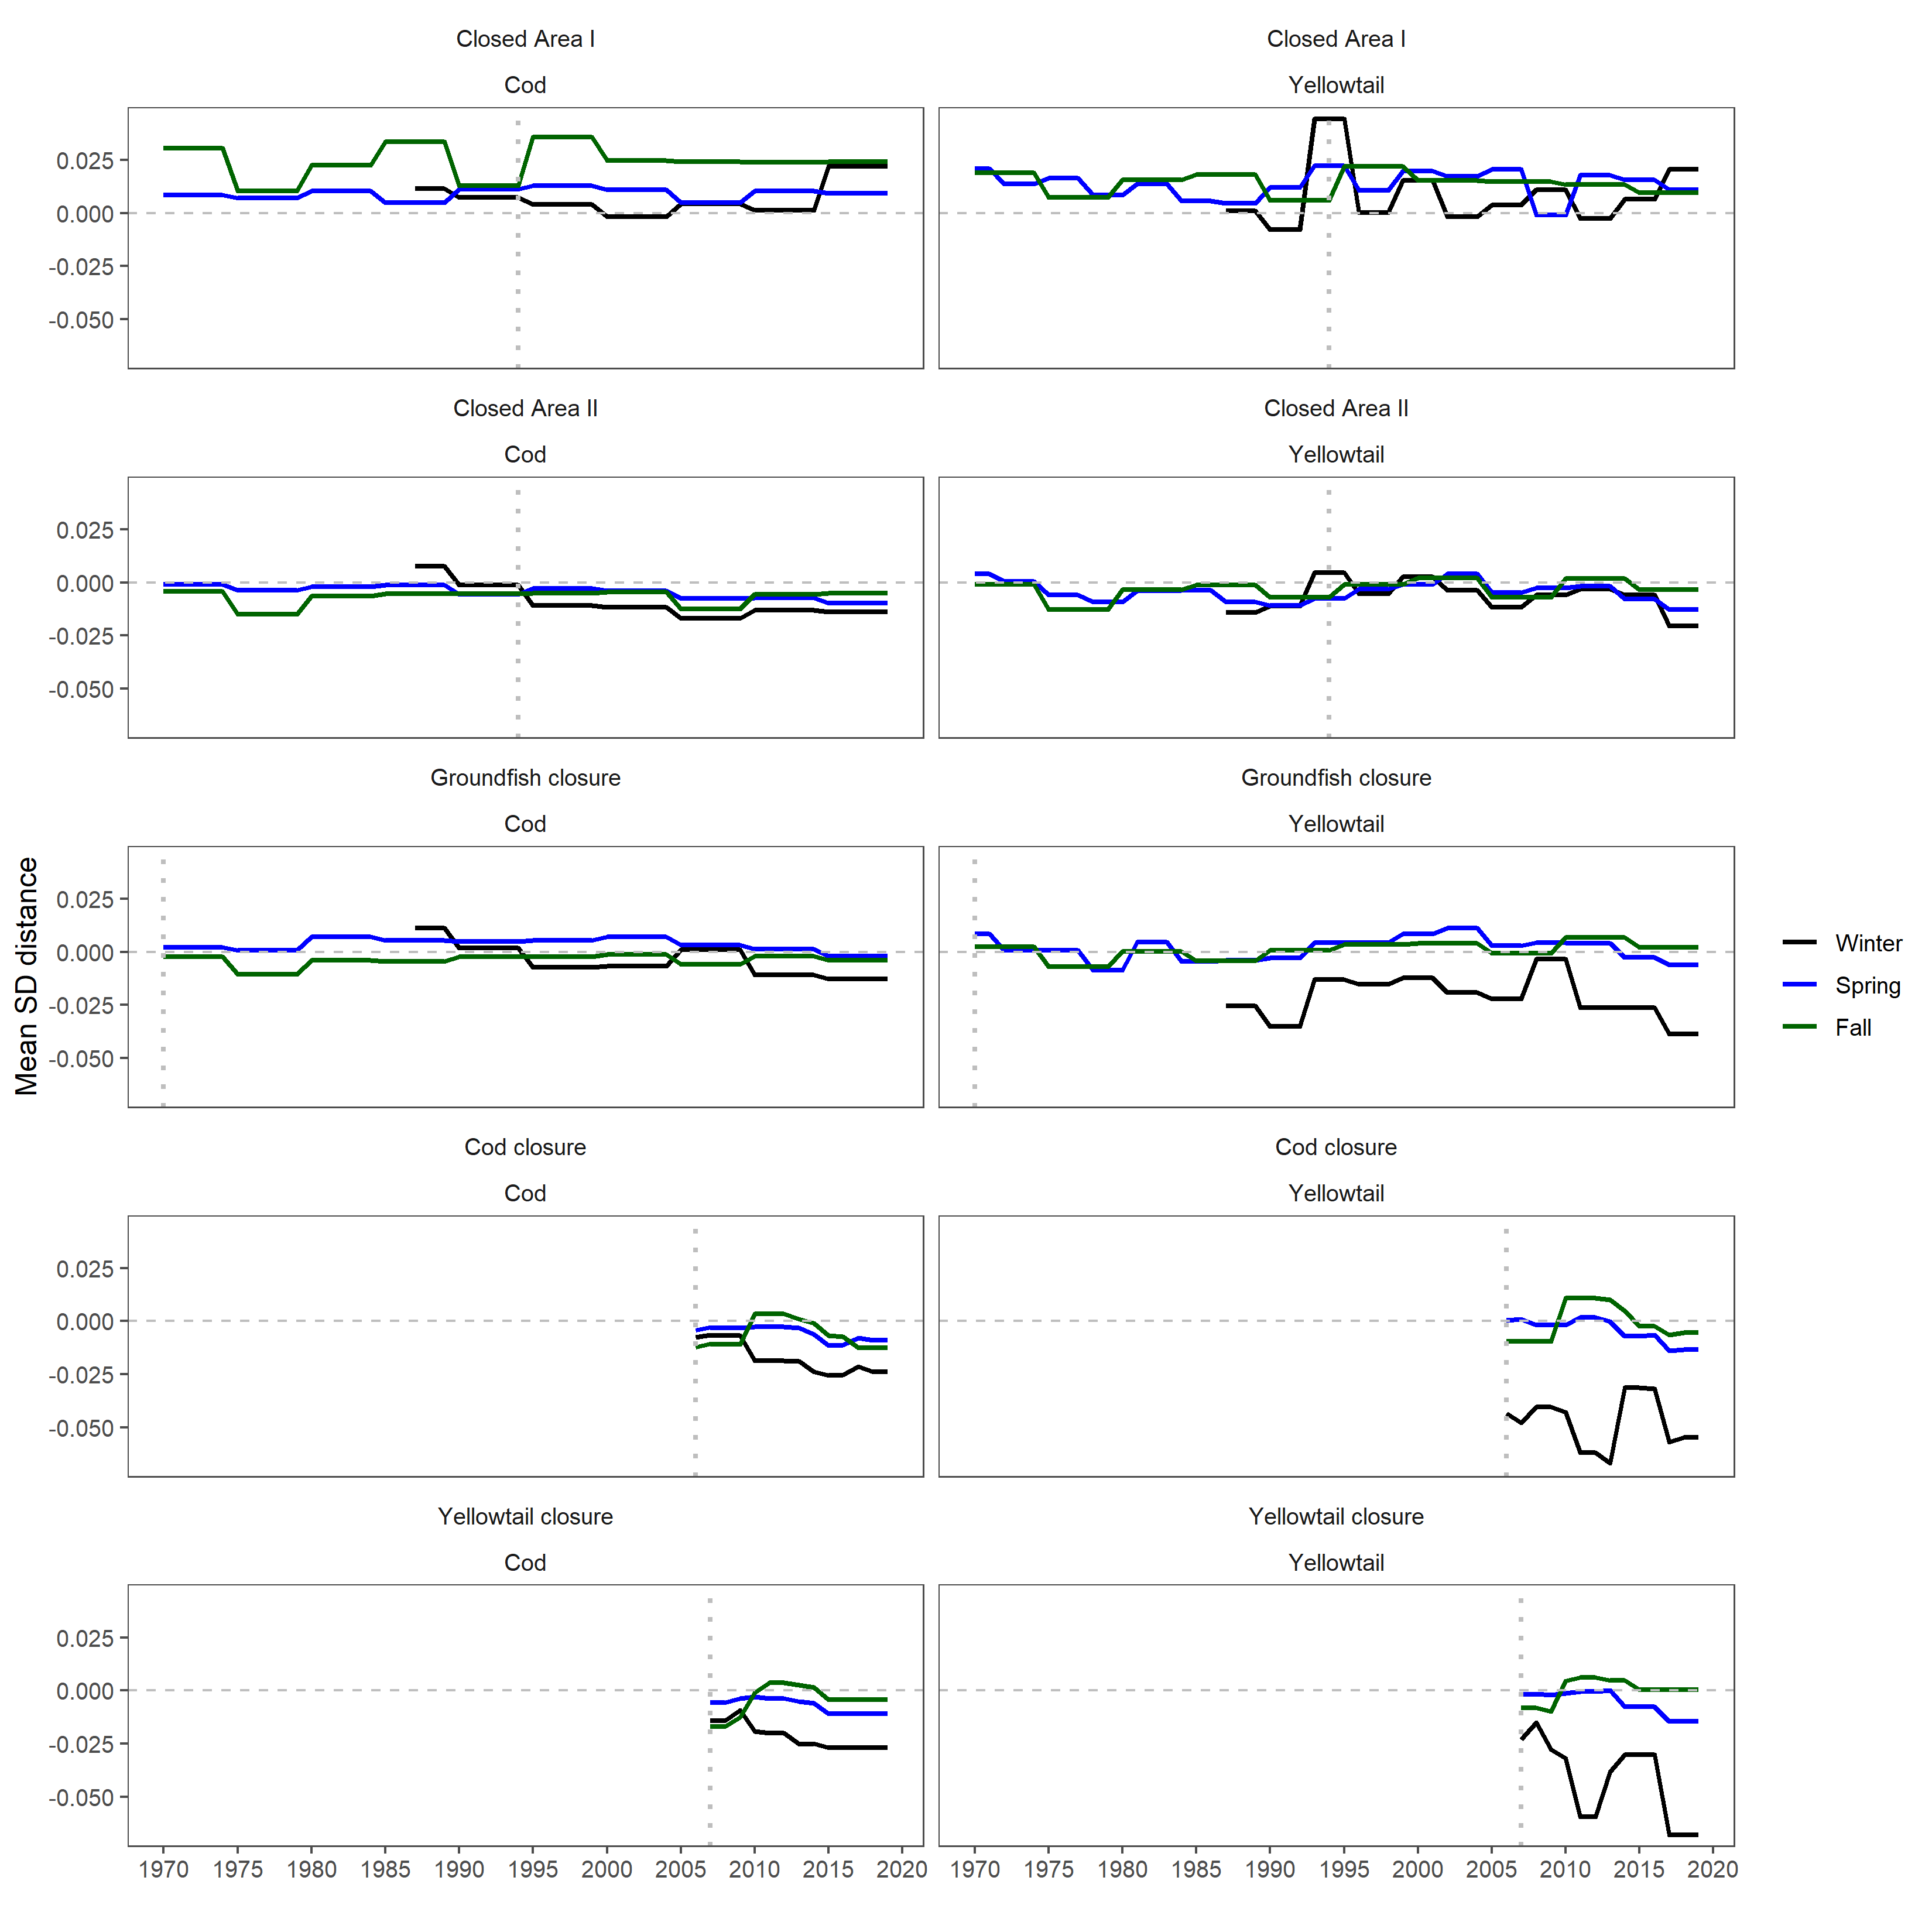 Closed Area I
Closed Area I
Cod
Yellowtail
0.025
0.000
-0.025
-0.050
Closed Area II
Closed Area II
Cod
Yellowtail
0.025
0.000
-0.025
-0.050
Groundfish closure
Groundfish closure
Cod
Yellowtail
0.025
0.000
-0.025
-0.050
Mean SD distance
Winter
Spring
Fall
Cod closure
Cod closure
Cod
Yellowtail
0.025
0.000
-0.025
-0.050
Yellowtail closure
Yellowtail closure
Cod
Yellowtail
0.025
0.000
-0.025
-0.050
1970 1975 1980 1985 1990 1995 2000 2005 2010 2015 2020
1970 1975 1980 1985 1990 1995 2000 2005 2010 2015 2020